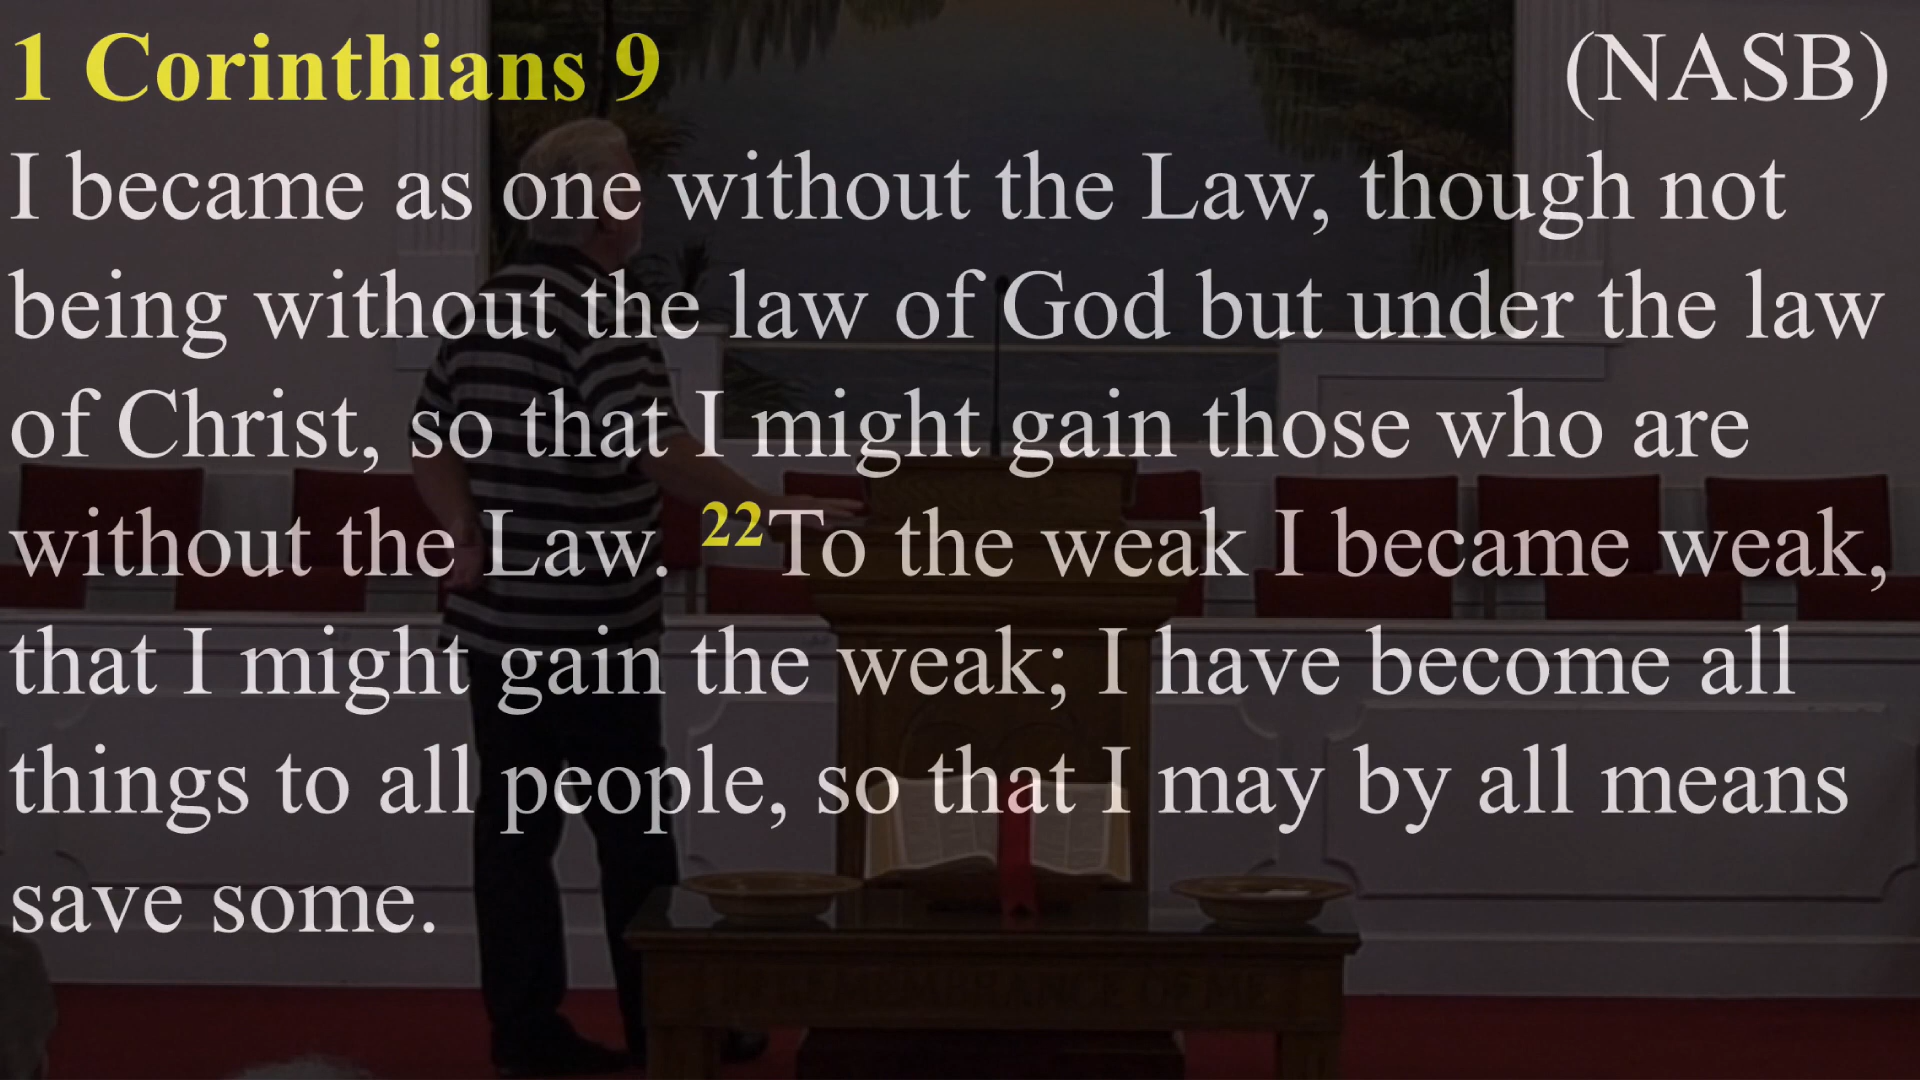 1 Corinthians 9 (NASB)
I became as one without the Law, though not
being without the law of God but under the law
of Christ, so that I might gain those who are
without the Law. 22To the weak I became weak,
that I might gain the weak; I have become all
things to all people, so that I may by all means
save some.
REMEMBRANCE OF ME